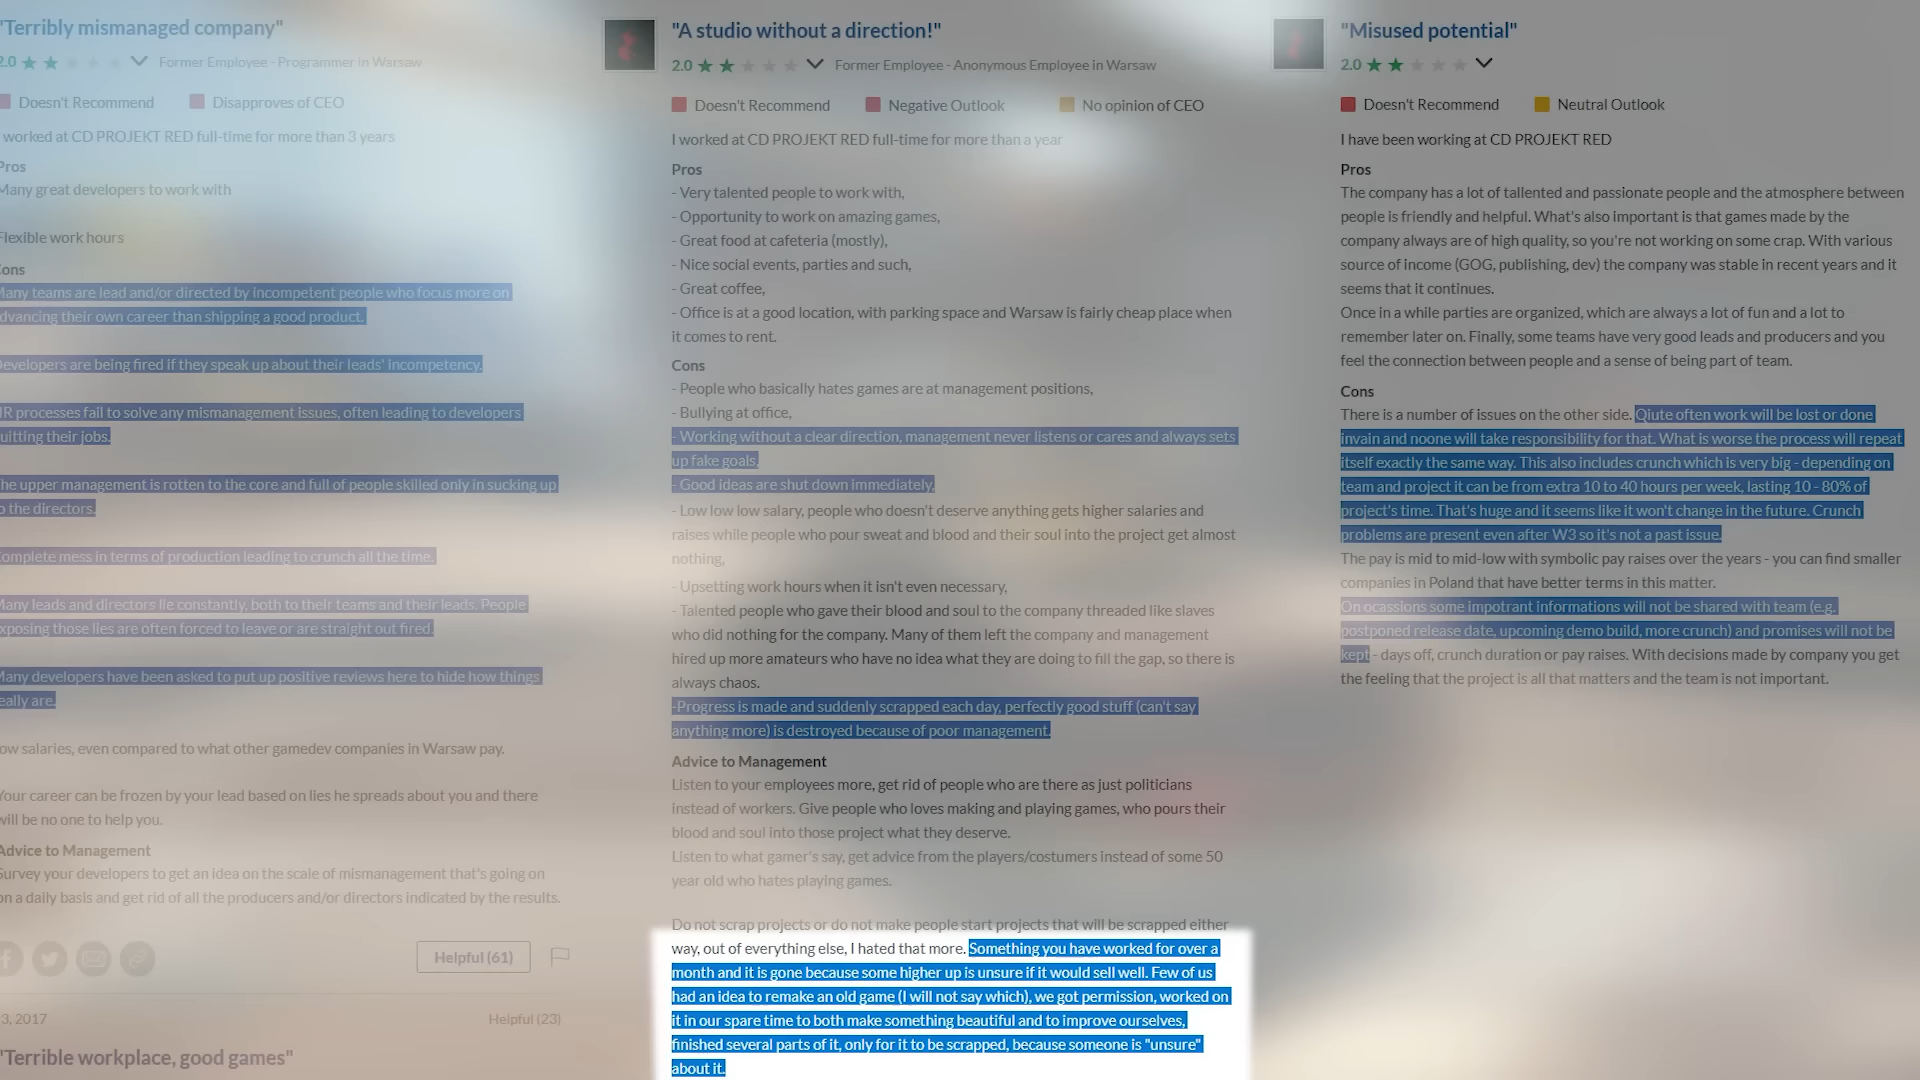 "Terribly mismanaged company"
2.0
Former Employee - Programmer in Warsaw
Doesn't Recommend
Disapproves of CEO
worked at CD PROJEKT RED full-time for more than 3 years
Pros
Many great developers to work with
Flexible work hours
Cons
Many teams are lead and/or directed by incompetent people who focus more on
advancing their own career than shipping a good product.
Developers are being fired if they speak up about their leads' incompetency.
HR processes fail to solve any mismanagement issues, often leading to developers
quitting their jobs.
The upper management is rotten to the core and full of people skilled only in sucking up
to the directors.
Complete mess in terms of production leading to crunch all the time.
Many leads and directors lie constantly, both to their teams and their leads. People
exposing those lies are often forced to leave or are straight out fired.
Many developers have been asked to put up positive reviews here to hide how things
really are.
Low salaries, even compared to what other gamedev companies in Warsaw pay.
Your career can be frozen by your lead based on lies he spreads about you and there
will be no one to help you.
Advice to Management
Survey your developers to get an idea on the scale of mismanagement that's going on
on a daily basis and get rid of all the producers and/or directors indicated by the results.
Helpful (61)
3, 2017
Helpful (23)
"Terrible workplace, good games"
"A studio without a direction!"
2.0
Former Employee - Anonymous Employee in Warsaw
Doesn't Recommend
Negative Outlook
No opinion of CEO
I worked at CD PROJEKT RED full-time for more than a year
Pros
- Very talented people to work with,
- Opportunity to work on amazing games,
- Great food at cafeteria (mostly),
- Nice social events, parties and such,
- Great coffee,
- Office is at a good location, with parking space and Warsaw is fairly cheap place when
it comes to rent.
Cons
- People who basically hates games are at management positions,
- Bullying at office,
- Working without a clear direction, management never listens or cares and always sets
up fake goals,
- Good ideas are shut down immediately,
- Low low low salary, people who doesn't deserve anything gets higher salaries and
raises while people who pour sweat and blood and their soul into the project get almost
nothing,
- Upsetting work hours when it isn't even necessary,
- Talented people who gave their blood and soul to the company threaded like slaves
who did nothing for the company. Many of them left the company and management
hired up more amateurs who have no idea what they are doing to fill the gap, so there is
always chaos.
-Progress is made and suddenly scrapped each day, perfectly good stuff (can't say
anything more) is destroyed because of poor management.
Advice to Management
Listen to your employees more, get rid of people who are there as just politicians
instead of workers. Give people who loves making and playing games, who pours their
blood and soul into those project what they deserve.
Listen to what gamer's say, get advice from the players/costumers instead of some 50
year old who hates playing games.
Do not scrap projects or do not make people start projects that will be scrapped either
way, out of everything else, I hated that more. Something you have worked for over a
month and it is gone because some higher up is unsure if it would sell well. Few of us
had an idea to remake an old game (I will not say which), we got permission, worked on
it in our spare time to both make something beautiful and to improve ourselves,
finished several parts of it, only for it to be scrapped, because someone is "unsure"
about it.
"Misused potential"
2.0
Doesn't Recommend
Neutral Outlook
I have been working at CD PROJEKT RED
Pros
The company has a lot of tallented and passionate people and the atmosphere between
people is friendly and helpful. What's also important is that games made by the
company always are of high quality, so you're not working on some crap. With various
source of income (GOG, publishing, dev) the company was stable in recent years and it
seems that it continues.
Once in a while parties are organized, which are always a lot of fun and a lot to
remember later on. Finally, some teams have very good leads and producers and you
feel the connection between people and a sense of being part of team.
Cons
There is a number of issues on the other side. Qiute often work will be lost or done
invain and noone will take responsibility for that. What is worse the process will repeat
itself exactly the same way. This also includes crunch which is very big - depending on
team and project it can be from extra 10 to 40 hours per week, lasting 10 - 80% of
project's time. That's huge and it seems like it won't change in the future. Crunch
problems are present even after W3 so it's not a past issue.
The pay is mid to mid-low with symbolic pay raises over the years - you can find smaller
companies in Poland that have better terms in this matter.
On ocassions some impotrant informations will not be shared with team (e.g.
postponed release date, upcoming demo build, more crunch) and promises will not be
kept - days off, crunch duration or pay raises. With decisions made by company you get
the feeling that the project is all that matters and the team is not important.